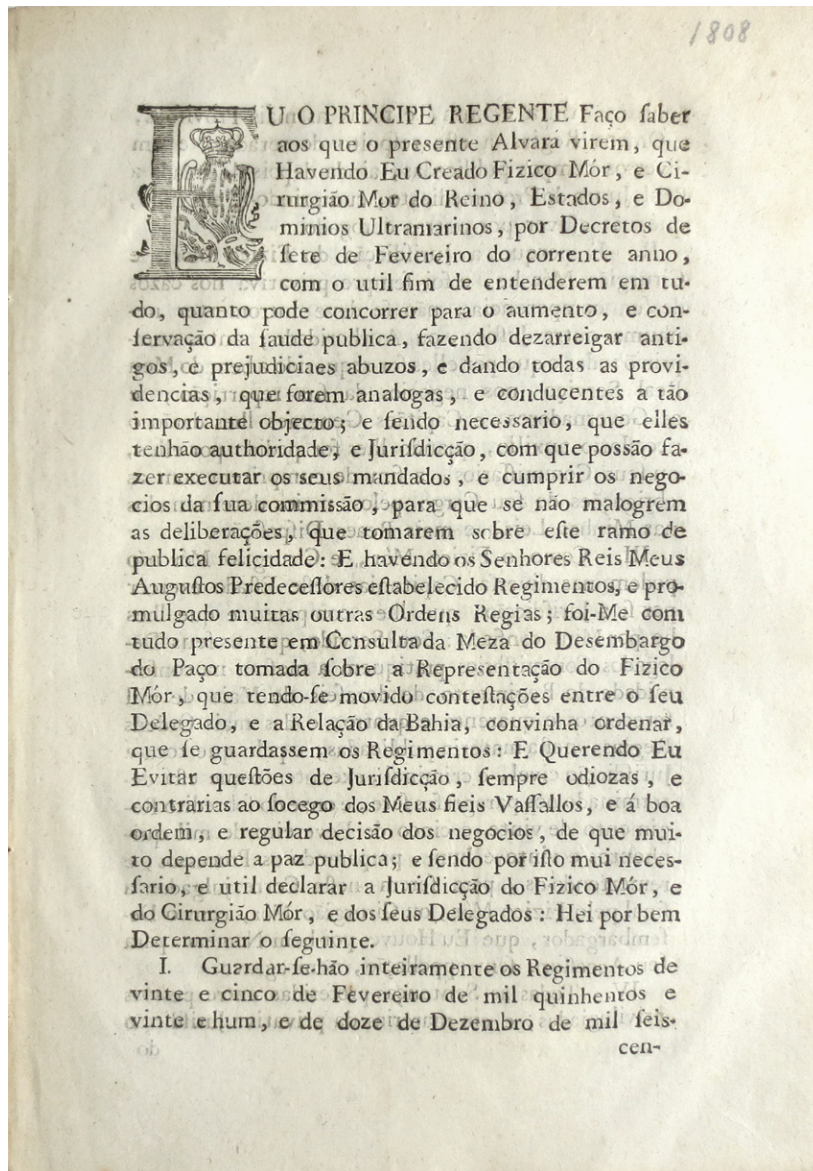 1808
EU O PRINCIPE REGENTE Faço ſaber
aos que o presente Alvará virem, que
Havendo Eu Creado Fizico Mór, e Ci-
rurgião Mor do Reino, Estados, e Do-
minios Ultramarinos, por Decretos de
ſete de Fevereiro do corrente anno,
com o util fim de entenderem em tu-
do, quanto pode concorrer para o aumento, e con-
ſervação da ſaude publica, fazendo dezarreigar anti-
gos, e prejudiciaes abuzos, e dando todas as provi-
dencias, que forem analogas, e conducentes a tão
importante objecto; e ſendo necessario, que elles
tenhão authoridade, e Juriſdicção, com que possão fa-
zer executar os seus mandados, e cumprir os nego-
cios da ſua commissão, para que se não malogrem
as deliberações, que tomarem sobre eſte ramo de
publica felicidade: E havendo os Senhores Reis Meus
Auguſtos Predeceſſores eſtabelecido Regimentos, e pro-
mulgado muitas outras Ordens Regias; foi-Me com
tudo presente em Consulta da Meza do Desembargo
do Paço tomada ſobre a Representação do Fizico
Mór, que tendo-ſe movido conteſtações entre o ſeu
Delegado, e a Relação da Bahia, convinha ordenar,
que ſe guardassem os Regimentos: E Querendo Eu
Evitar queſtões de Juriſdicção, ſempre odiozas, e
contrarias ao ſocego dos Meus fieis Vaſſallos, e á boa
ordem, e regular decisão dos negocios, de que mui-
to depende a paz publica; e ſendo por iſto mui neces-
ſario, e util declarar a Juriſdicção do Fizico Mór, e
do Cirurgião Mór, e dos ſeus Delegados: Hei por bem
Determinar o ſeguinte.
I. Guardar-ſe-hão inteiramente os Regimentos de
vinte e cinco de Fevereiro de mil quinhentos e
vinte e hum, e de doze de Dezembro de mil ſeis-
cen-